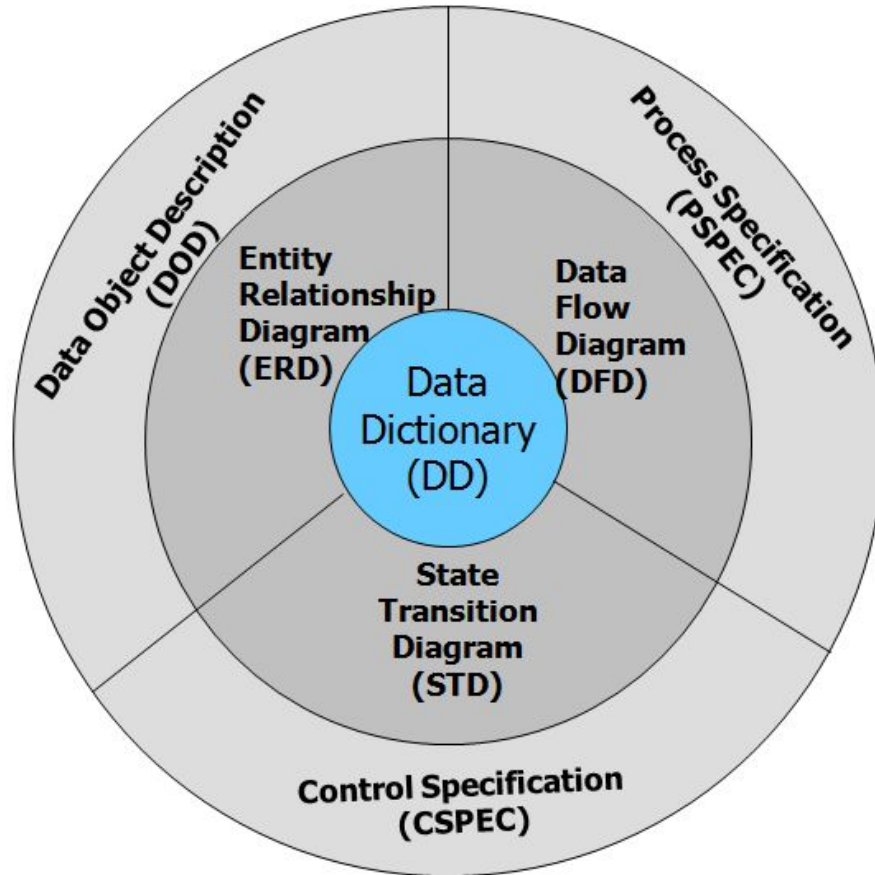 Data Object Description
(DOD)
Process Specification
(PSPEC)
Entity
Relationship
Diagram
(ERD)
Data
Flow
Diagram
(DFD)
Data
Dictionary
(DD)
State
Transition
Diagram
(STD)
Control Specification
(CSPEC)